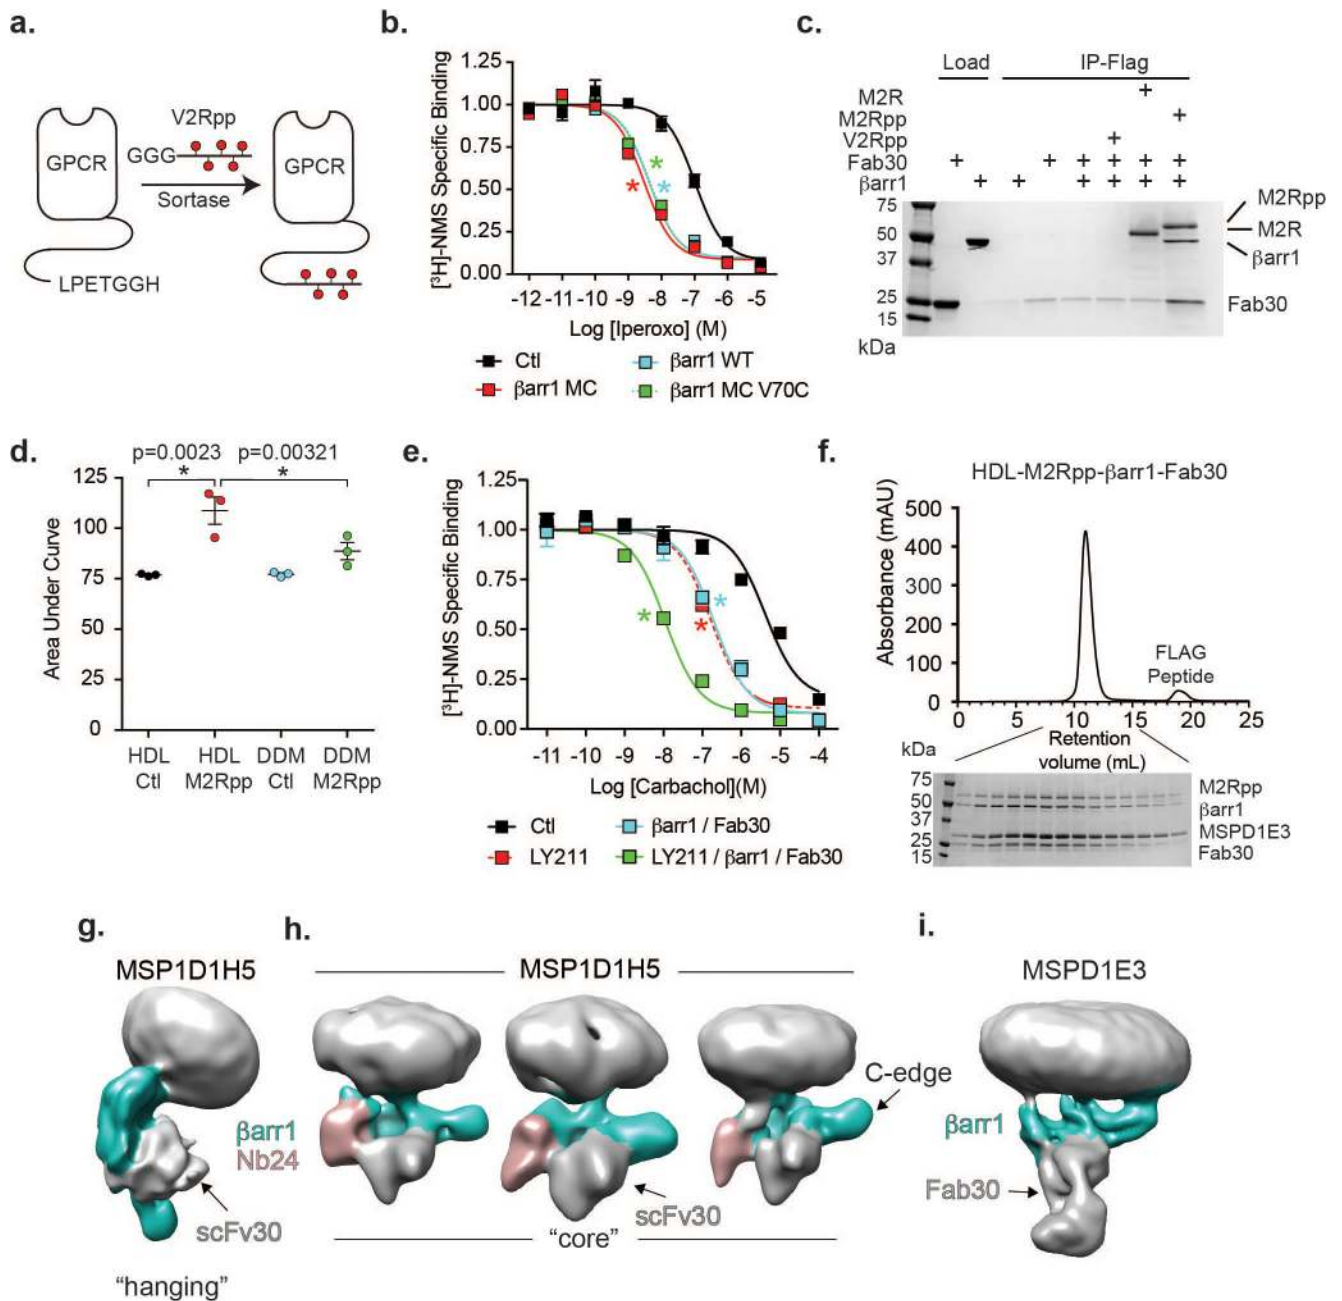 a.
V2Rpp
GPCR
GGG
GPCR
Sortase
LPETGGH
b.
[³H]-NMS Specific Binding
1.25
1.00
0.75
0.50
0.25
0.00
* * *
-12 -11 -10 -9 -8 -7 -6 -5
Log [Iperoxo] (M)
Ctl
βarr1 WT
βarr1 MC
βarr1 MC V70C
c.
Load IP-Flag
M2R +
M2Rpp +
V2Rpp +
Fab30 + + + + + +
βarr1 + + + + + +
75
50
37
25
15
kDa
M2Rpp
M2R
βarr1
Fab30
d.
p=0.0023 p=0.00321
* *
Area Under Curve
125
100
75
50
25
0
HDL HDL DDM DDM
Ctl M2Rpp Ctl M2Rpp
e.
[³H]-NMS Specific Binding
1.25
1.00
0.75
0.50
0.25
0.00
* * *
-11 -10 -9 -8 -7 -6 -5 -4
Log [Carbachol](M)
Ctl
βarr1 / Fab30
LY211
LY211 / βarr1 / Fab30
f.
HDL-M2Rpp-βarr1-Fab30
Absorbance (mAU)
500
400
300
200
100
0
FLAG
Peptide
0 5 10 15 20 25
Retention
volume (mL)
kDa
75
50
37
25
15
M2Rpp
βarr1
MSPD1E3
Fab30
g.
MSP1D1H5
βarr1
Nb24
scFv30
"hanging"
h.
MSP1D1H5
C-edge
scFv30
"core"
i.
MSPD1E3
βarr1
Fab30